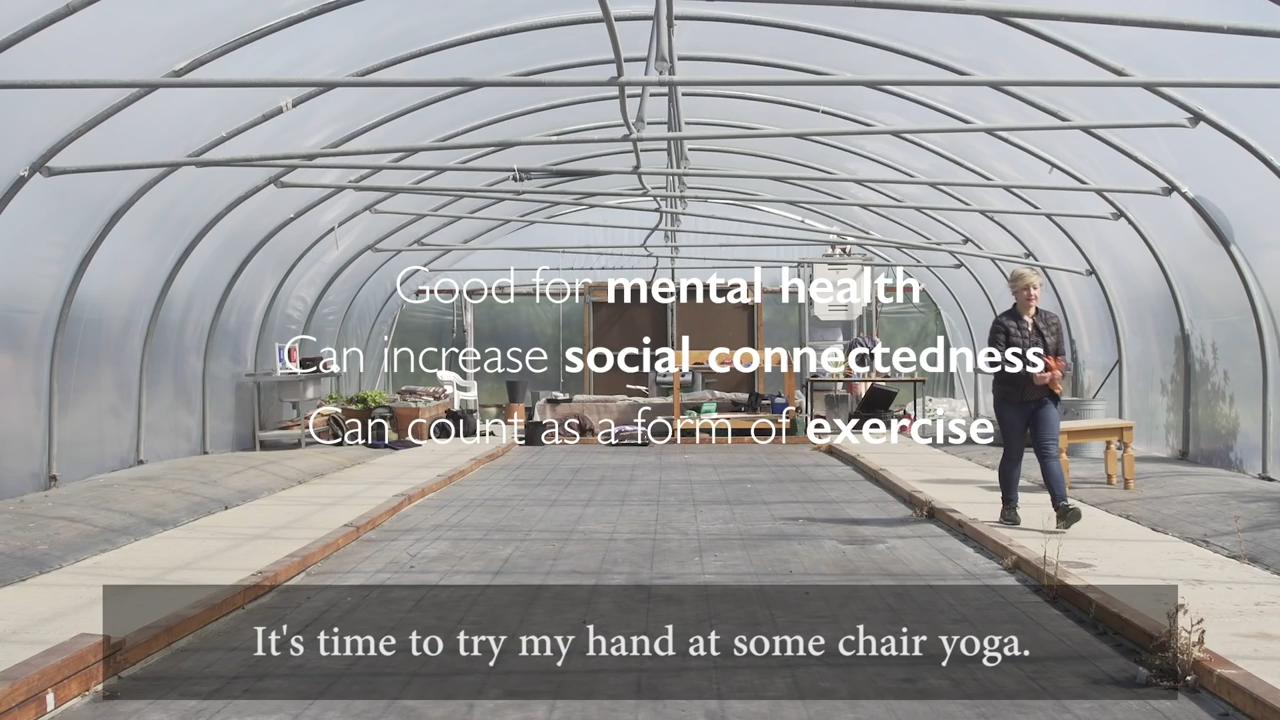 Good for mental health
Can increase social connectedness
Can count as a form of exercise
It's time to try my hand at some chair yoga.